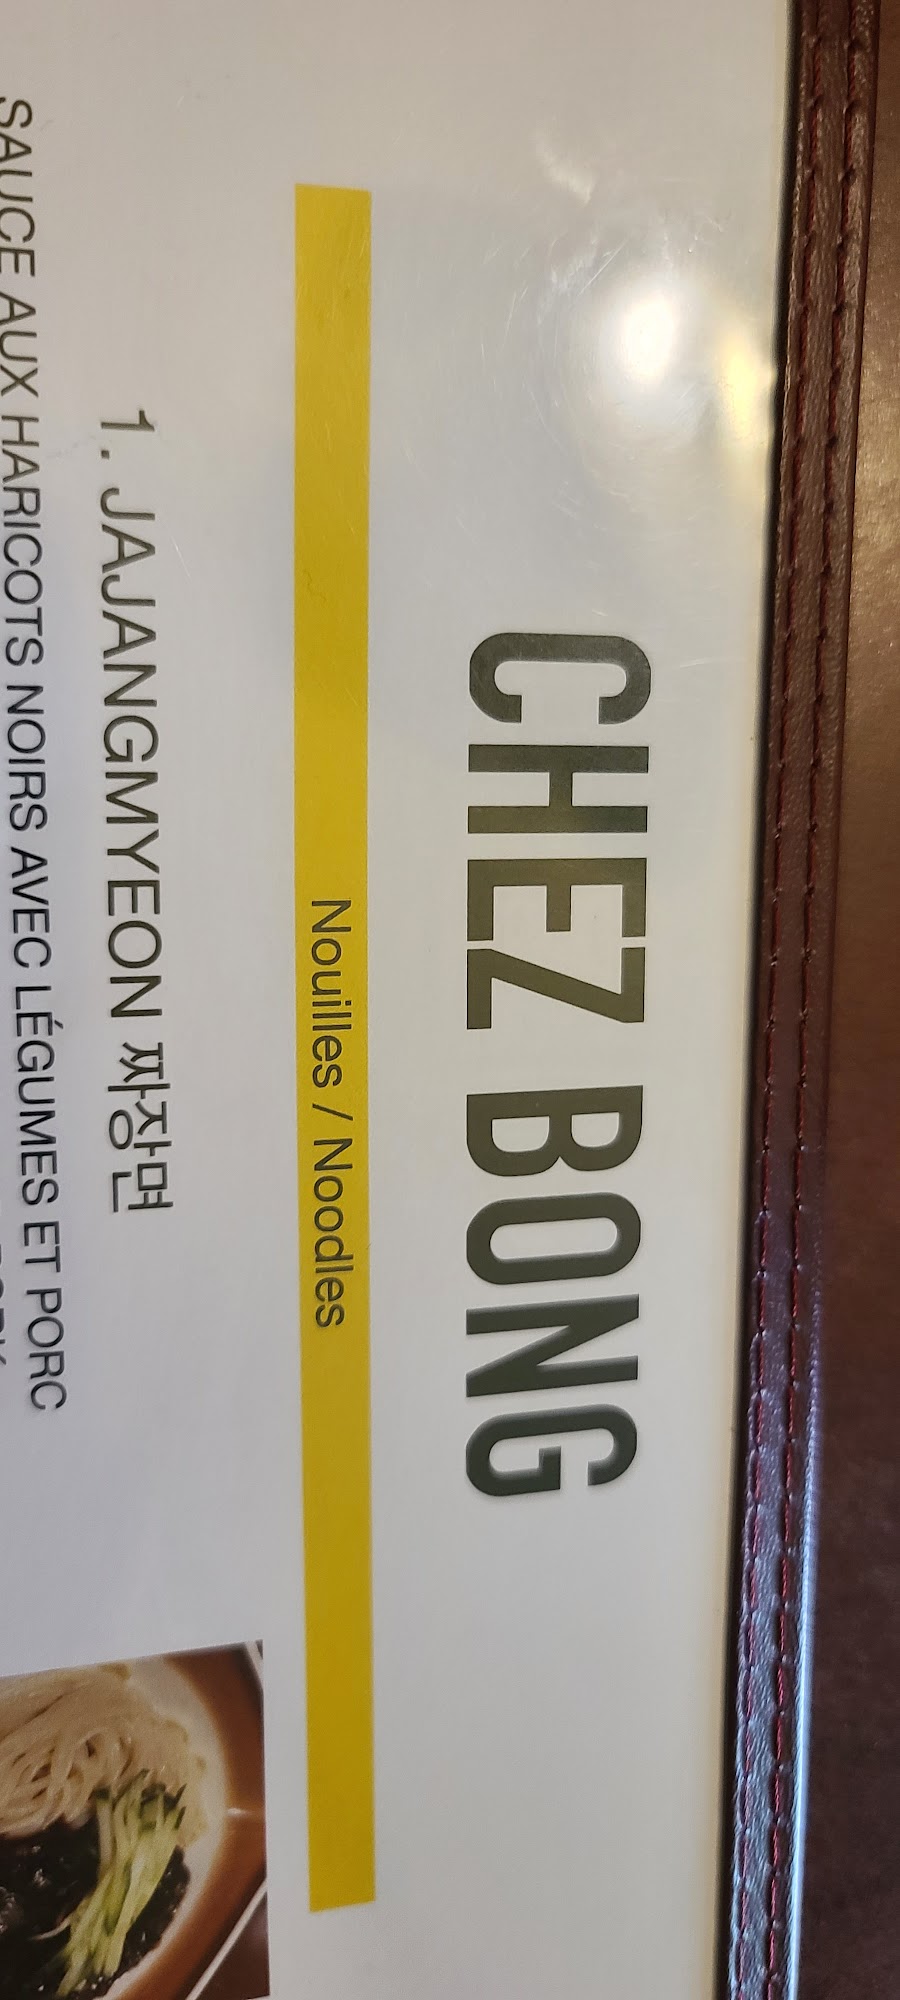 CHEZ BONG
Nouilles / Noodles
1. JAJANGMYEON 짜장면
SAUCE AUX HARICOTS NOIRS AVEC LÉGUMES ET PORC